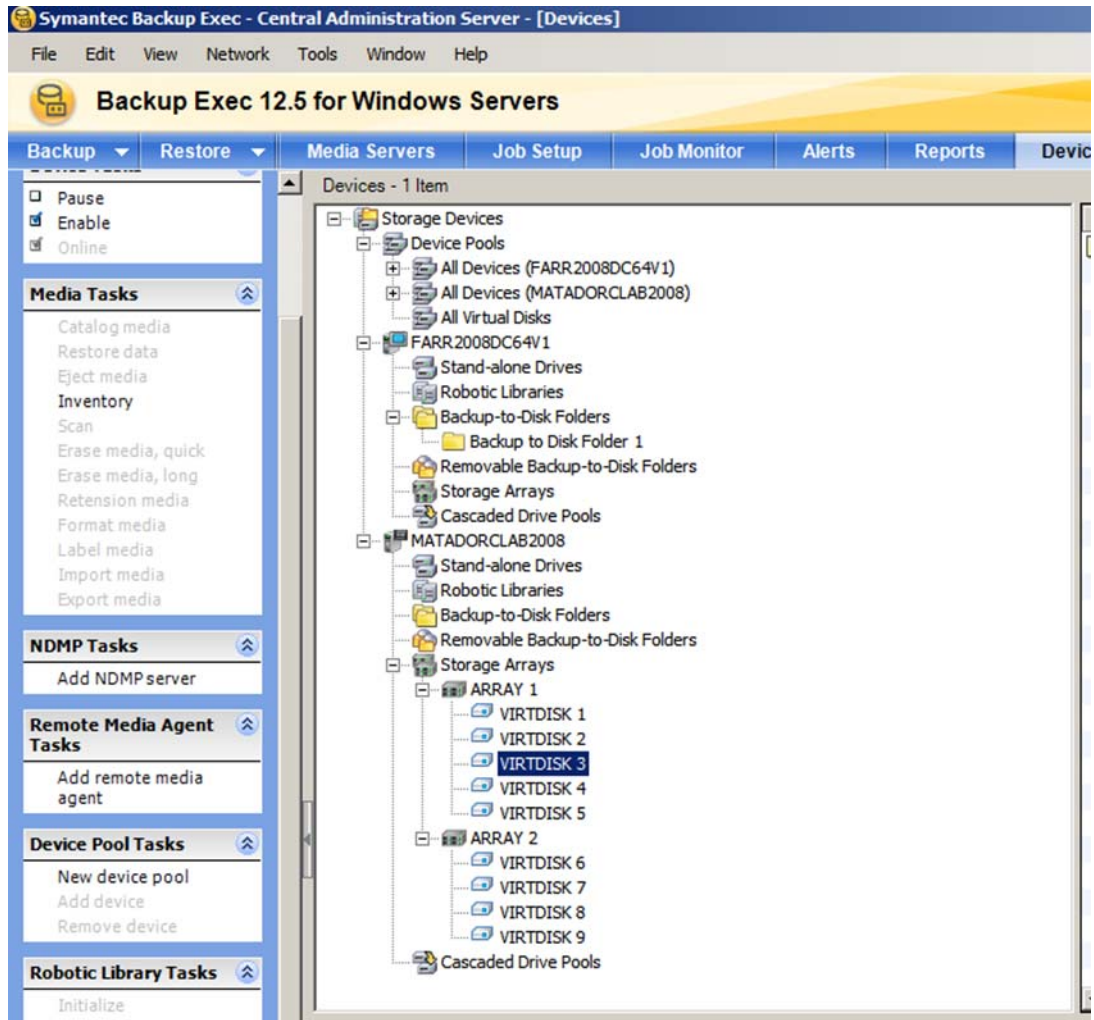 Symantec Backup Exec - Central Administration Server - [Devices]
File Edit View Network Tools Window Help
Backup Exec 12.5 for Windows Servers
Backup Restore Media Servers Job Setup Job Monitor Alerts Reports Devic
Pause
Enable
Online
Media Tasks
Catalog media
Restore data
Eject media
Inventory
Scan
Erase media, quick
Erase media, long
Retension media
Format media
Label media
Import media
Export media
NDMP Tasks
Add NDMP server
Remote Media Agent
Tasks
Add remote media
agent
Device Pool Tasks
New device pool
Add device
Remove device
Robotic Library Tasks
Initialize
Devices - 1 Item
Storage Devices
Device Pools
All Devices (FARR2008DC64V1)
All Devices (MATADORCLAB2008)
All Virtual Disks
FARR2008DC64V1
Stand-alone Drives
Robotic Libraries
Backup-to-Disk Folders
Backup to Disk Folder 1
Removable Backup-to-Disk Folders
Storage Arrays
Cascaded Drive Pools
MATADORCLAB2008
Stand-alone Drives
Robotic Libraries
Backup-to-Disk Folders
Removable Backup-to-Disk Folders
Storage Arrays
ARRAY 1
VIRTDISK 1
VIRTDISK 2
VIRTDISK 3
VIRTDISK 4
VIRTDISK 5
ARRAY 2
VIRTDISK 6
VIRTDISK 7
VIRTDISK 8
VIRTDISK 9
Cascaded Drive Pools